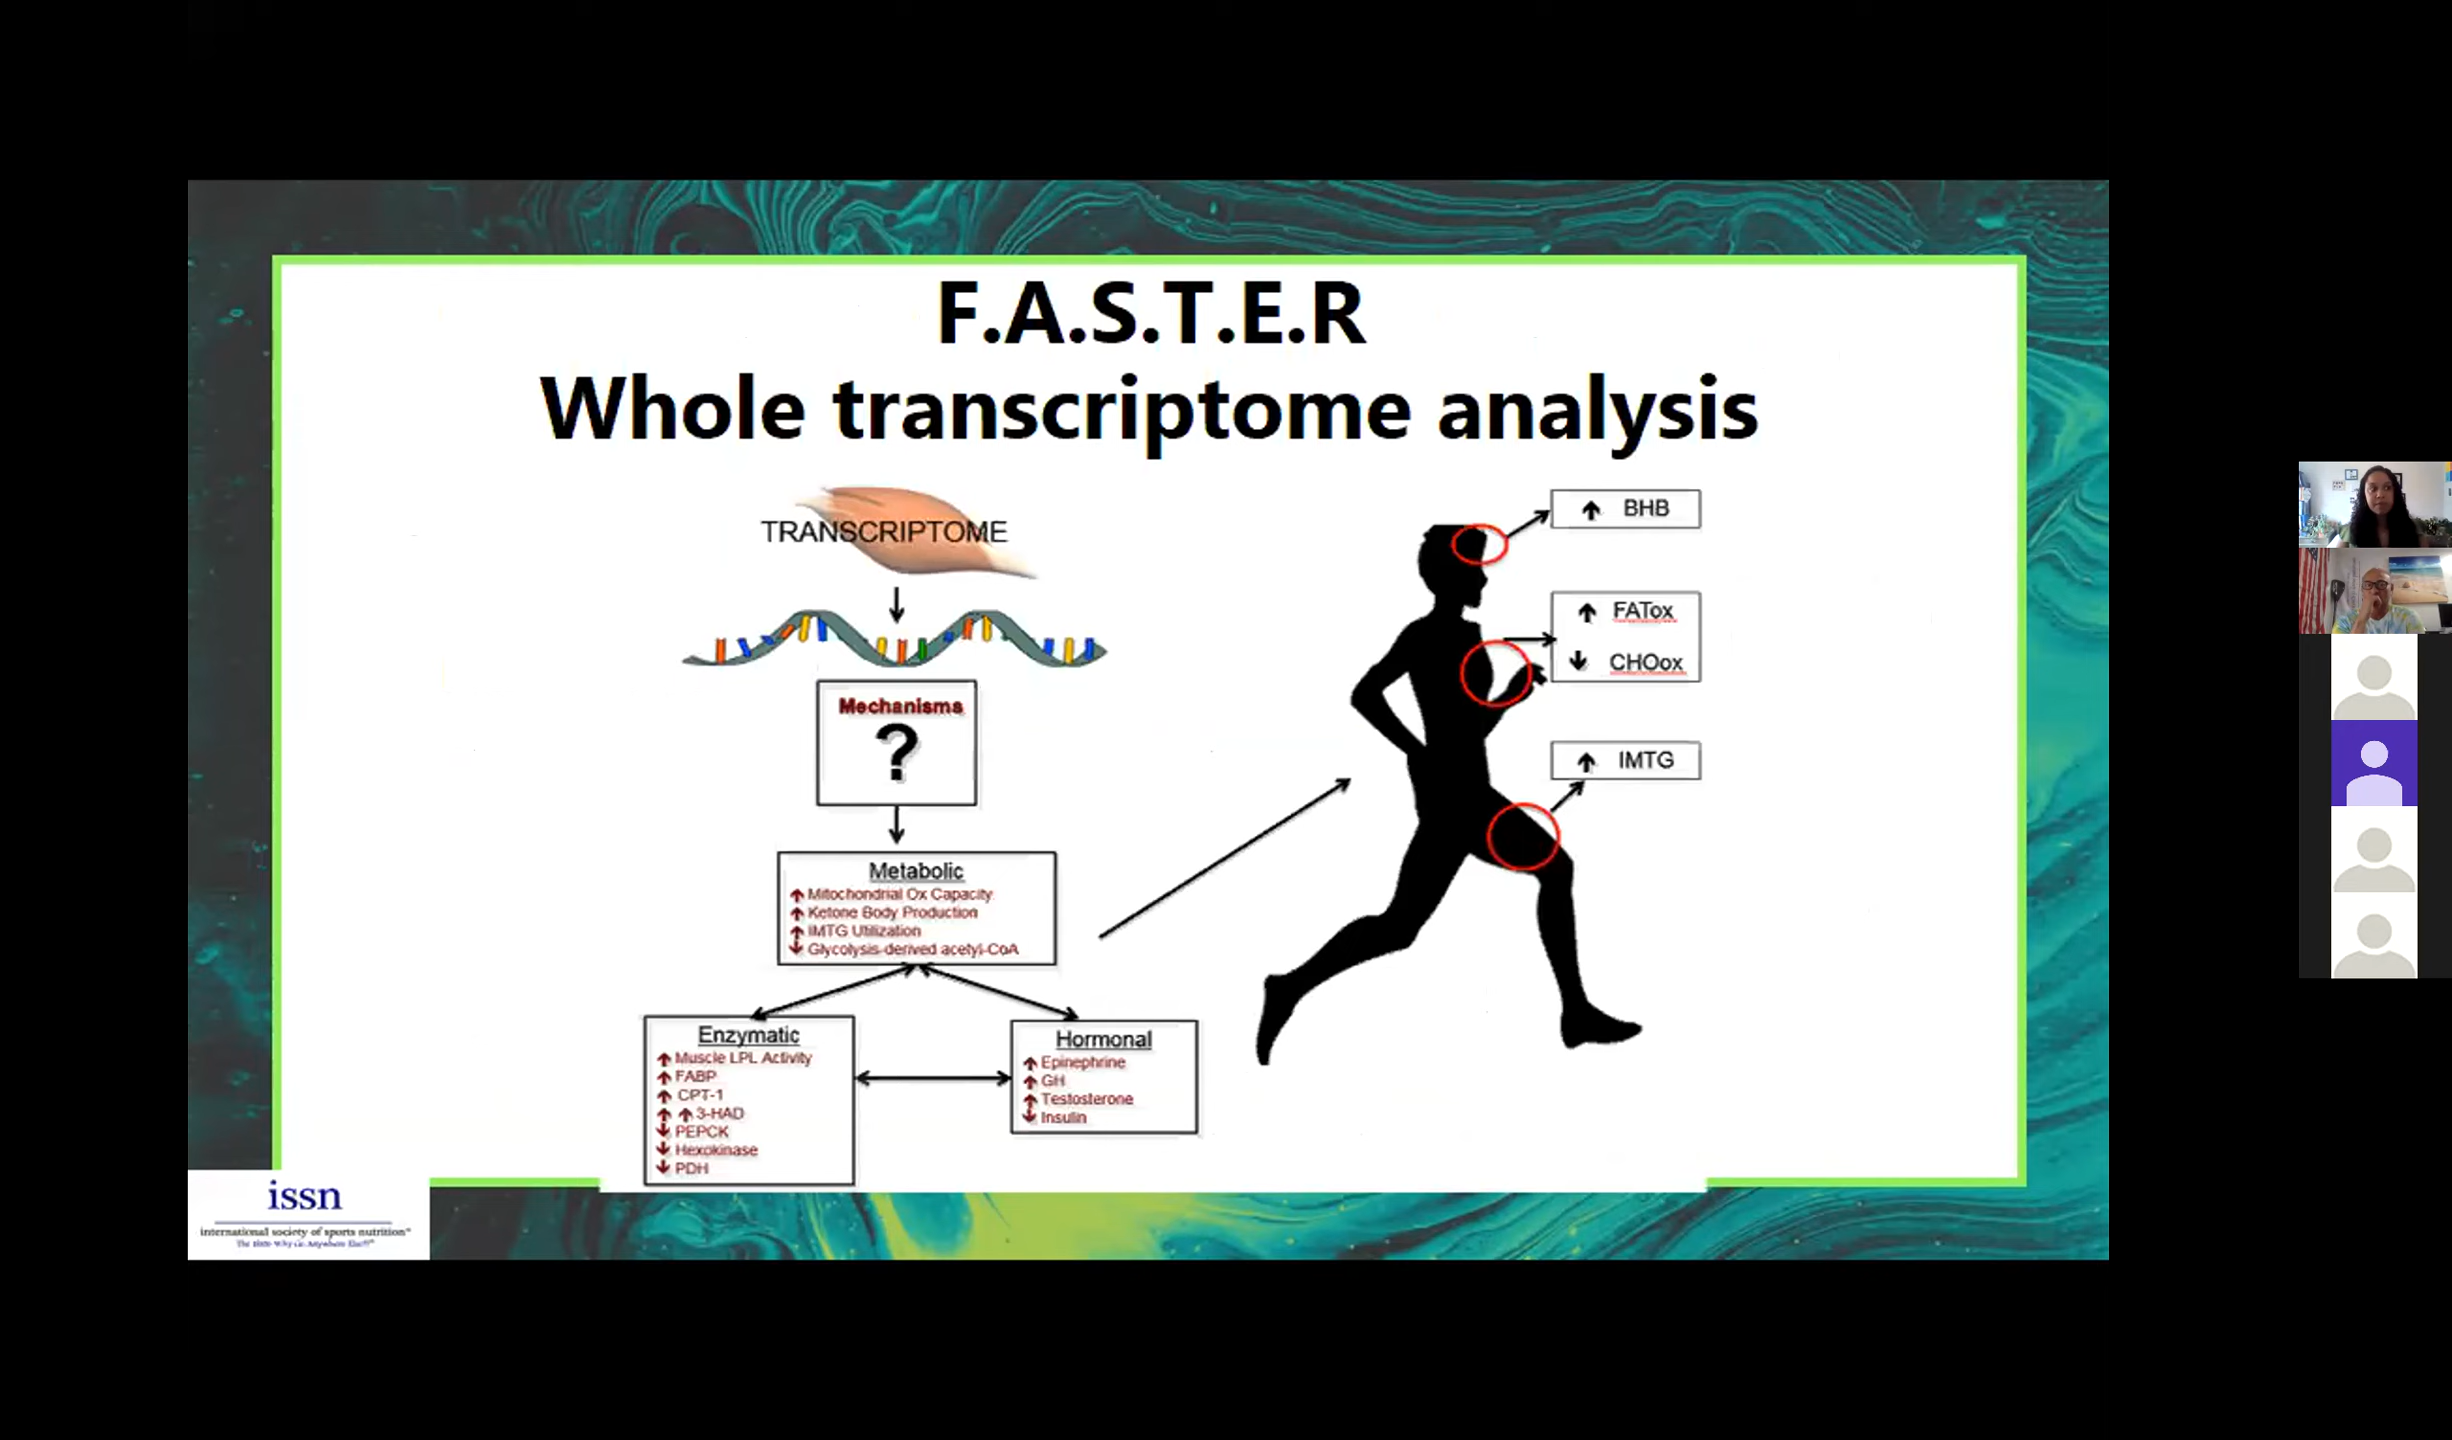 F.A.S.T.E.R
Whole transcriptome analysis
TRANSCRIPTOME
Mechanisms
?
Metabolic
↑ Mitochondrial Ox Capacity
↑ Ketone Body Production
↑ IMTG Utilization
↓ Glycolysis-derived acetyl-CoA
Enzymatic
↑ Muscle LPL Activity
↑ FABP
↑ CPT-1
↑ ↑ 3-HAD
↓ PEPCK
↓ Hexokinase
↓ PDH
Hormonal
↑ Epinephrine
↑ GH
↑ Testosterone
↓ Insulin
↑ BHB
↑ FATox
↓ CHOox
↑ IMTG
issn
international society of sports nutrition